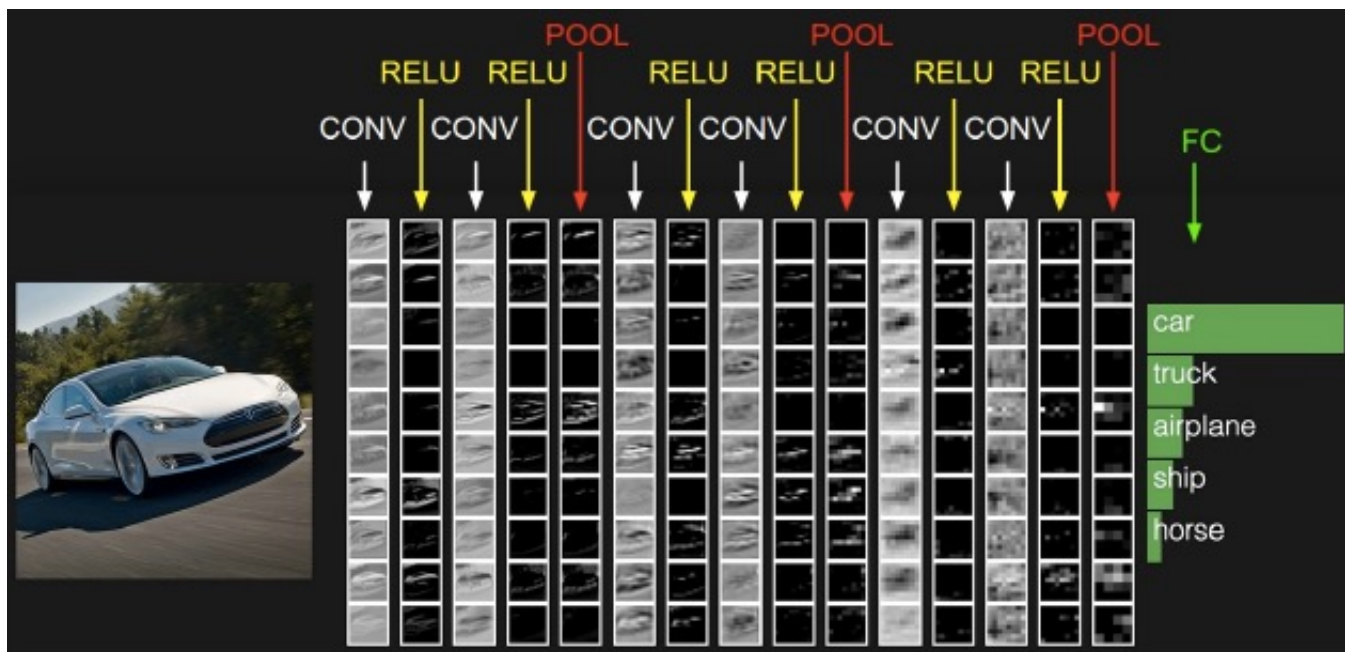 POOL POOL POOL
RELU RELU RELU RELU RELU RELU
CONV CONV CONV CONV CONV CONV
FC
car
truck
airplane
ship
horse